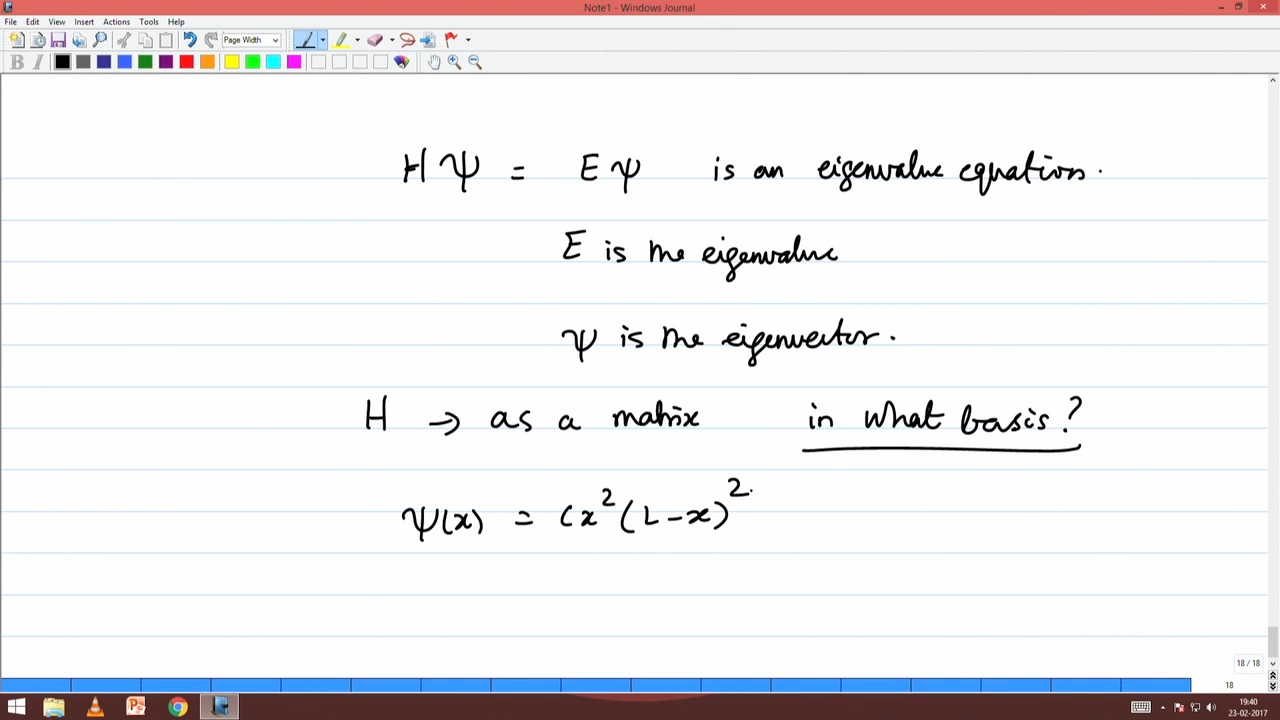 Note1 - Windows Journal
File Edit View Insert Actions Tools Help
Page Width
B I
HΨ = Eψ is an eigenvalue equation.
E is the eigenvalue
ψ is the eigenvector.
H → as a matrix in what basis?
ψ(x) = Cx²(L-x)²
18 / 18
18
19:40
23-02-2017